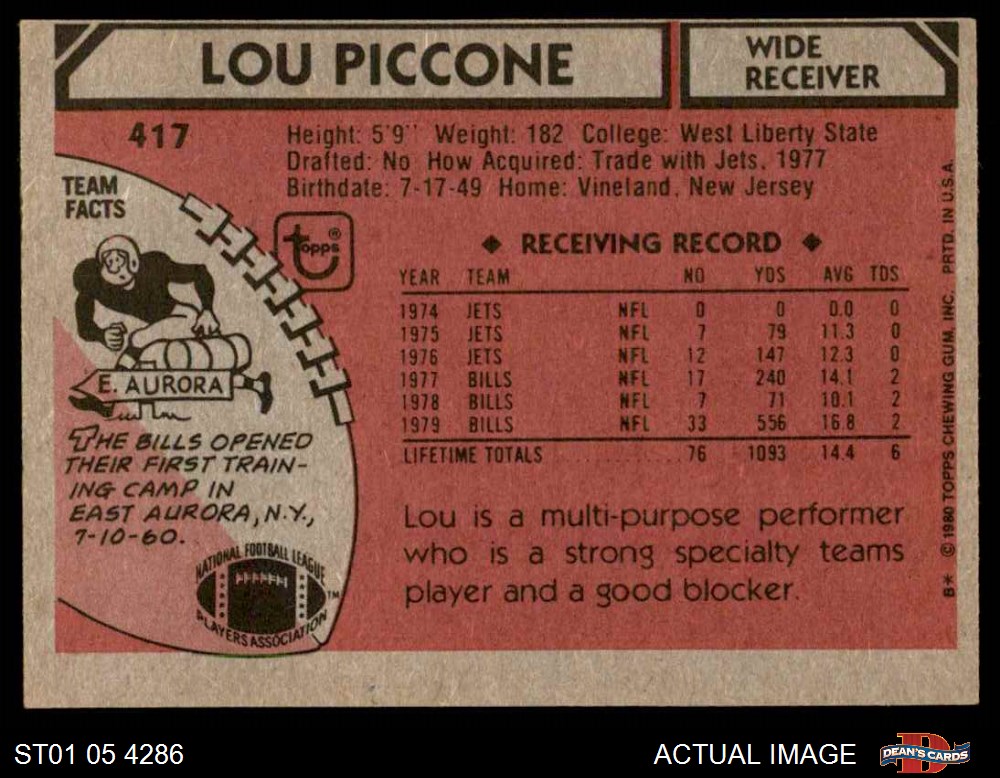 LOU PICCONE
WIDE
RECEIVER
417
Height: 5'9" Weight: 182 College: West Liberty State
Drafted: No How Acquired: Trade with Jets, 1977
Birthdate: 7-17-49 Home: Vineland, New Jersey
TEAM
FACTS
topps®
E. AURORA
THE BILLS OPENED
THEIR FIRST TRAIN-
ING CAMP IN
EAST AURORA, N.Y.,
7-10-60.
NATIONAL FOOTBALL LEAGUE
PLAYERS ASSOCIATION
TM
◆ RECEIVING RECORD ◆
YEAR TEAM NO YDS AVG TDS
1974 JETS NFL 0 0 0.0 0
1975 JETS NFL 7 79 11.3 0
1976 JETS NFL 12 147 12.3 0
1977 BILLS NFL 17 240 14.1 2
1978 BILLS NFL 7 71 10.1 2
1979 BILLS NFL 33 556 16.8 2
LIFETIME TOTALS 76 1093 14.4 6
Lou is a multi-purpose performer
who is a strong specialty teams
player and a good blocker.
B* © 1980 TOPPS CHEWING GUM, INC. PRTD. IN U.S.A.
ST01 05 4286
ACTUAL IMAGE
D
DEAN'S CARDS